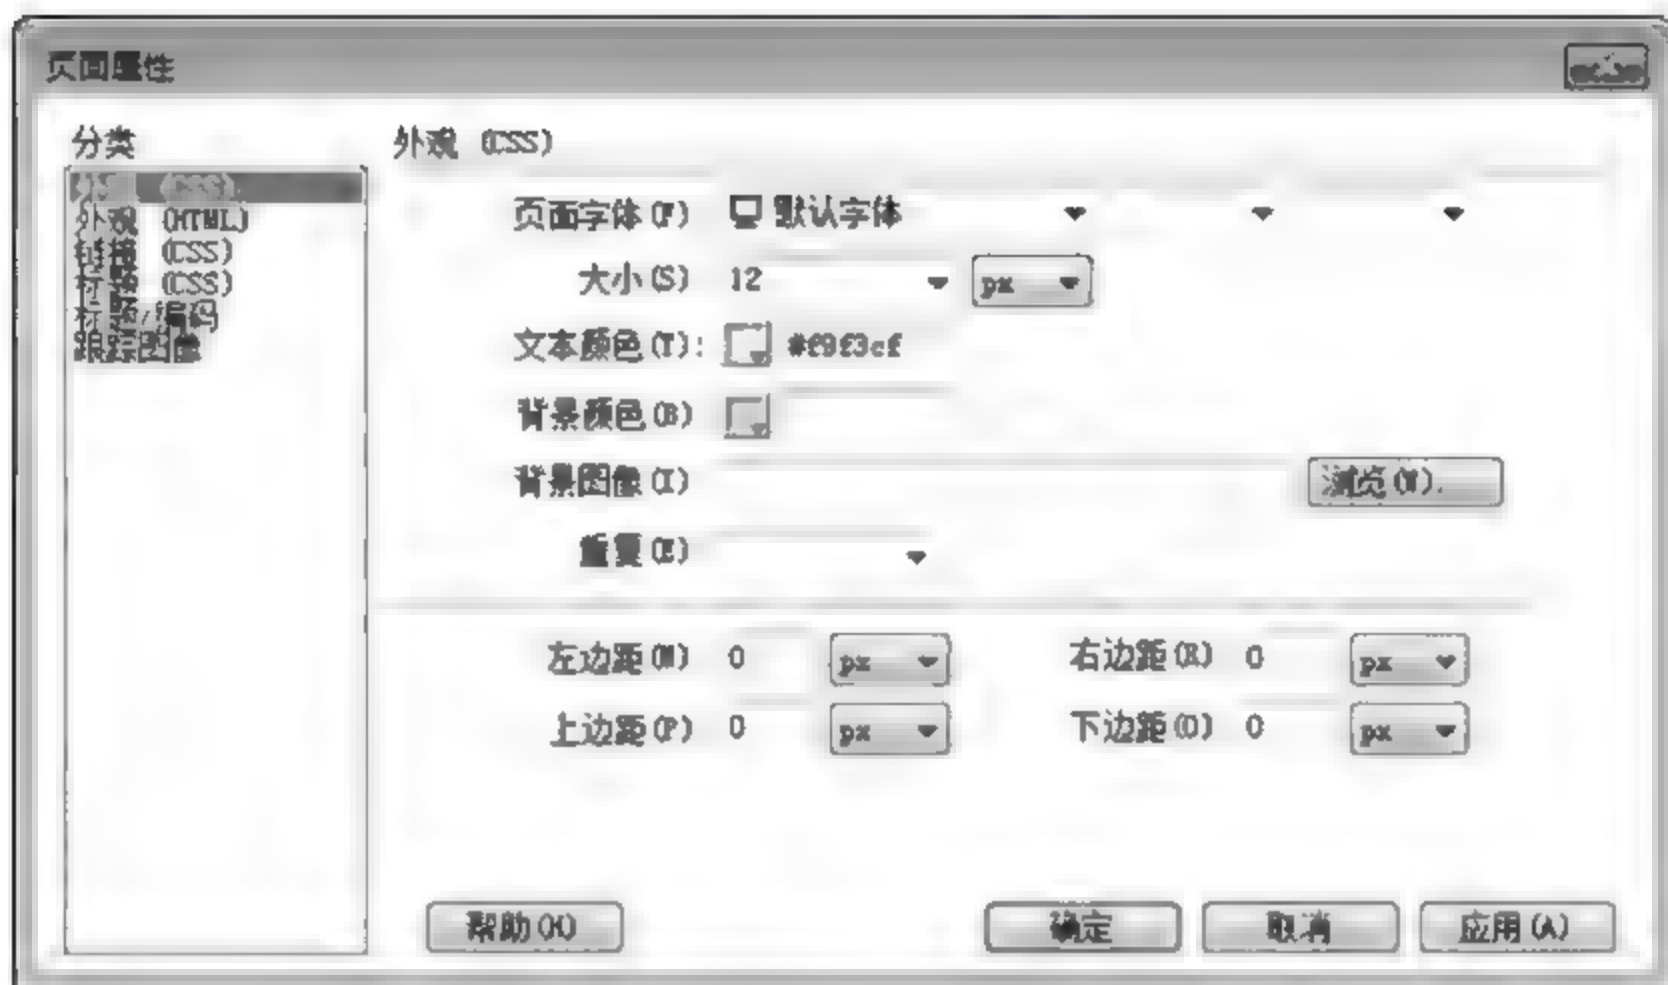 页面属性
分类
外观 (CSS)
外观 (HTML)
链接 (CSS)
标题 (CSS)
标题/编码
跟踪图像
外观 (CSS)
页面字体(F) 默认字体
大小(S) 12 px
文本颜色(T): #f9f3cf
背景颜色(B)
背景图像(I) 浏览(W).
重复(E)
左边距(M) 0 px 右边距(R) 0 px
上边距(P) 0 px 下边距(O) 0 px
帮助(H) 确定 取消 应用(A)